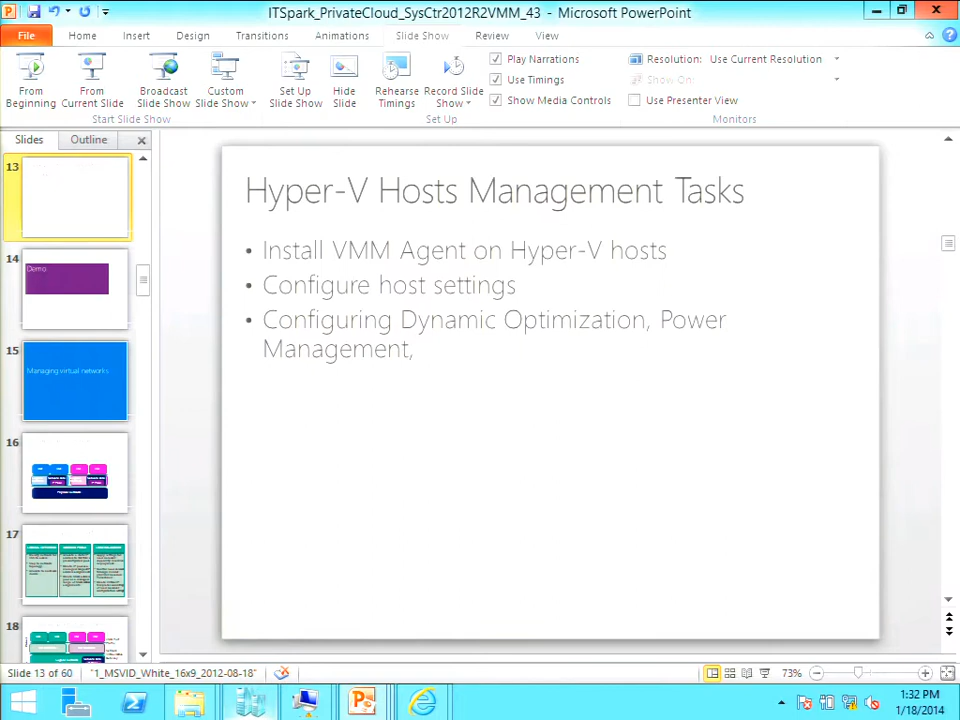 ITSpark_PrivateCloud_SysCtr2012R2VMM_43 - Microsoft PowerPoint
File Home Insert Design Transitions Animations Slide Show Review View
From Beginning
From Current Slide
Broadcast Slide Show
Custom Slide Show
Set Up Slide Show
Hide Slide
Rehearse Timings
Record Slide Show
Play Narrations
Use Timings
Show Media Controls
Resolution: Use Current Resolution
Show On:
Use Presenter View
Start Slide Show
Set Up
Monitors
Slides Outline
13
14
Demo
15
Managing virtual networks
16
17
18
Hyper-V Hosts Management Tasks
• Install VMM Agent on Hyper-V hosts
• Configure host settings
• Configuring Dynamic Optimization, Power
Management,
Slide 13 of 60 "1_MSVID_White_16x9_2012-08-18" 73%
1:32 PM
1/18/2014